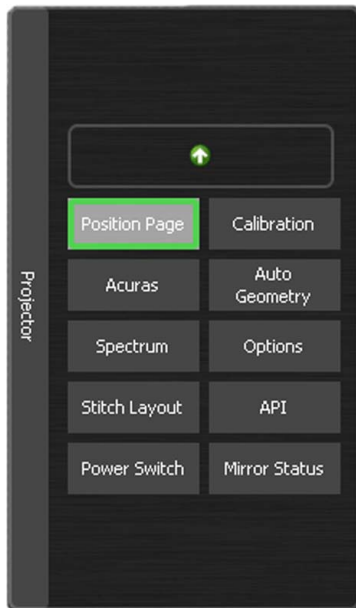 Projector
Position Page
Calibration
Acuras
Auto
Geometry
Spectrum
Options
Stitch Layout
API
Power Switch
Mirror Status